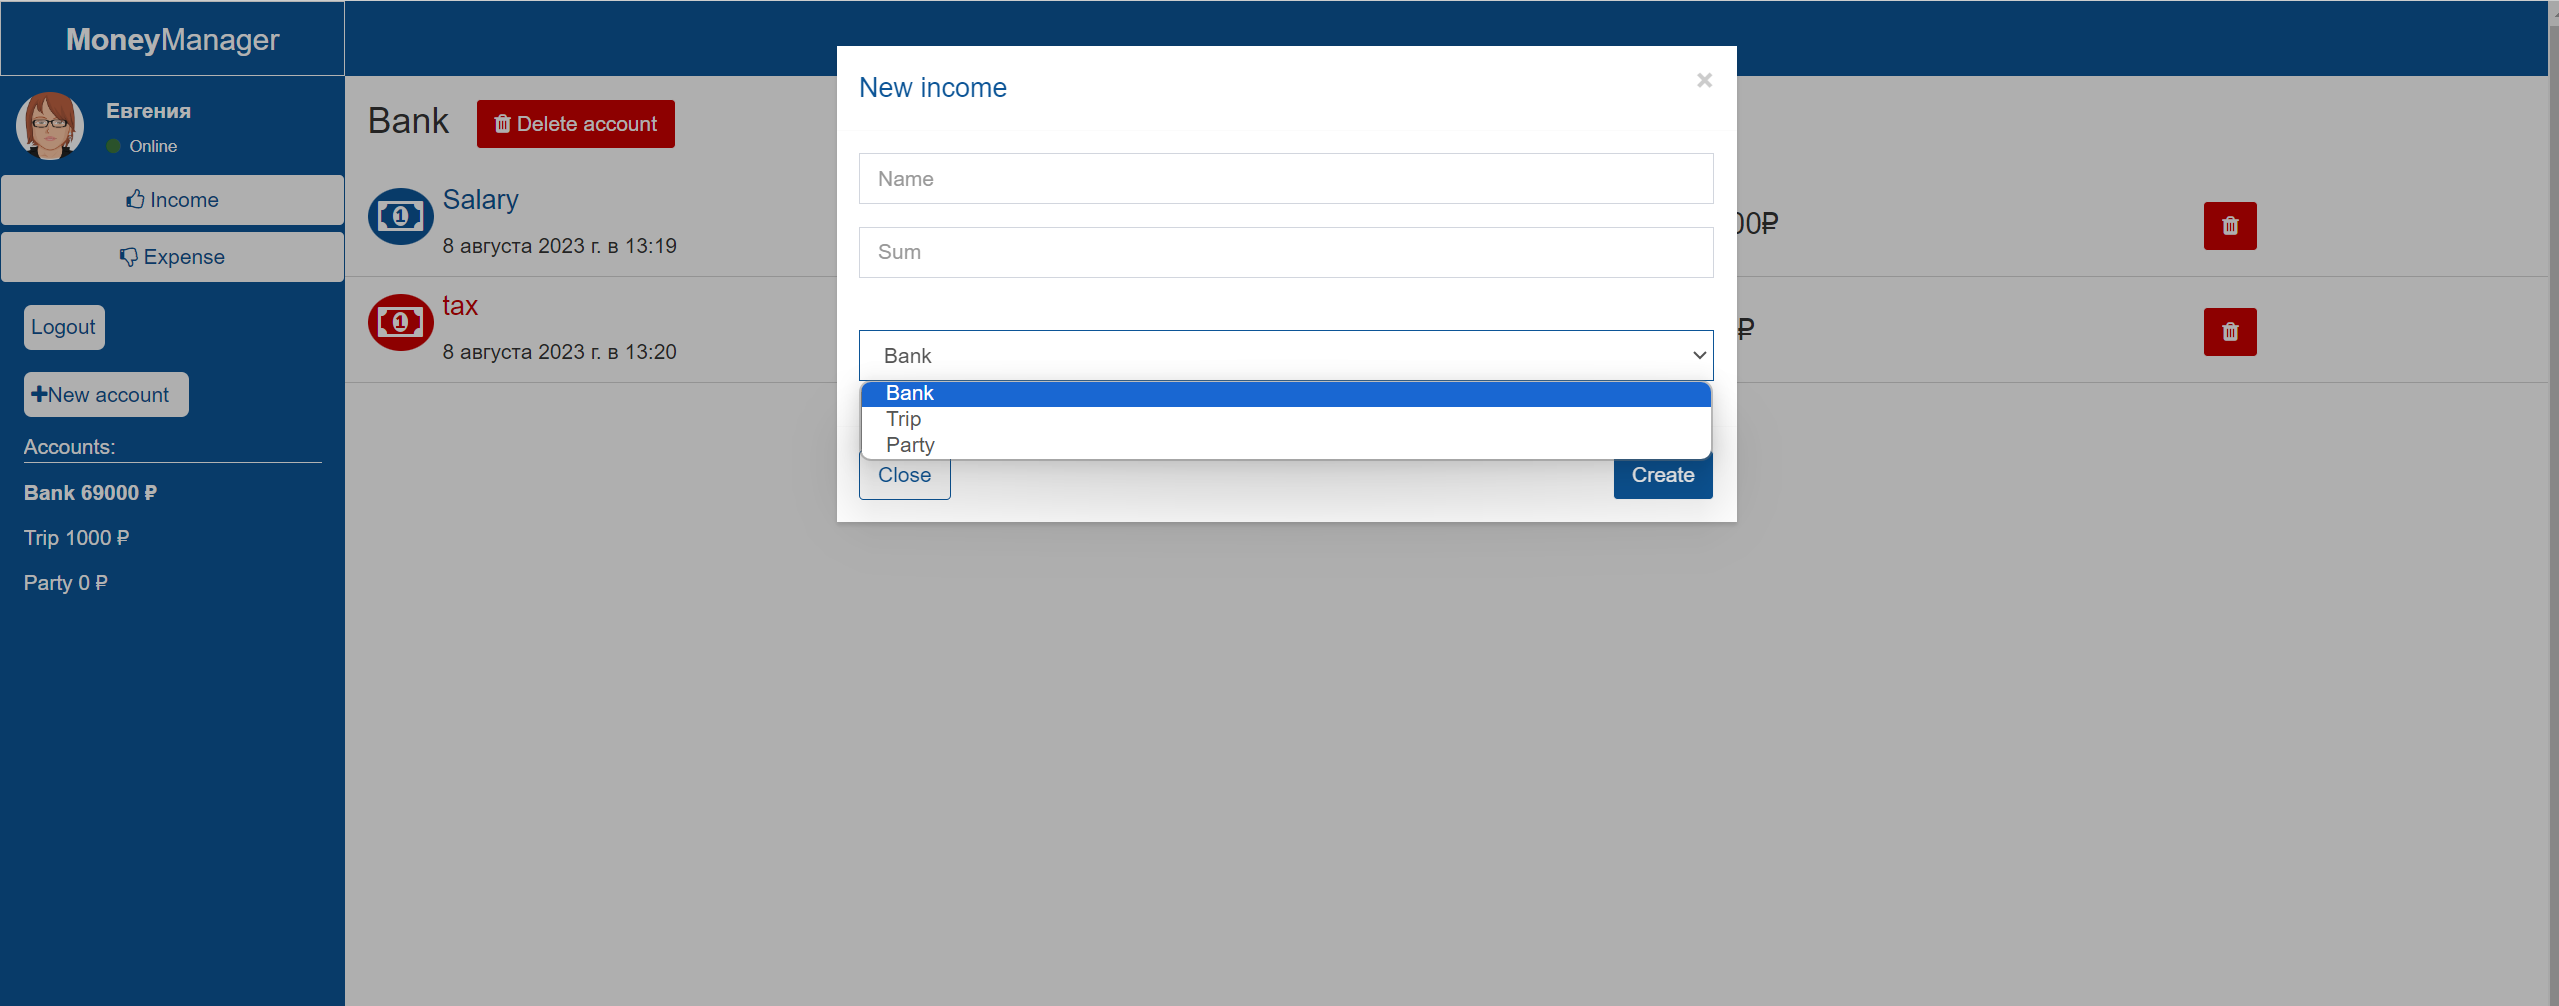 MoneyManager
Евгения
Online
Income
Expense
Logout
New account
Accounts:
Bank 69000 ₽
Trip 1000 ₽
Party 0 ₽
Bank
Delete account
Salary
8 августа 2023 г. в 13:19
00₽
tax
8 августа 2023 г. в 13:20
₽
New income
×
Name
Sum
Bank
Bank
Trip
Party
Close
Create